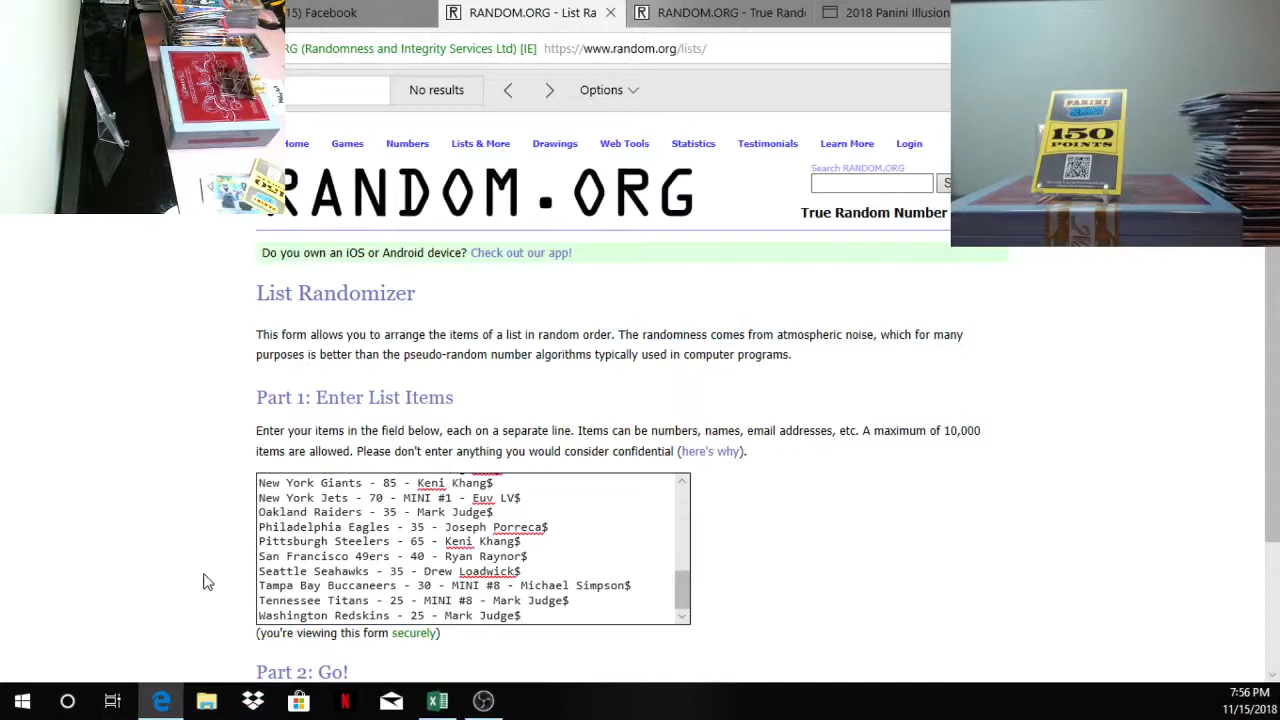 15) Facebook
RANDOM.ORG - List Ra
RANDOM.ORG - True Rand
2018 Panini Illusion
RG (Randomness and Integrity Services Ltd) [IE]
https://www.random.org/lists/
No results
Options
PANINI
150
POINTS
Home
Games
Numbers
Lists & More
Drawings
Web Tools
Statistics
Testimonials
Learn More
Login
Search RANDOM.ORG
RANDOM.ORG
S
True Random Number
Do you own an iOS or Android device? Check out our app!
List Randomizer
This form allows you to arrange the items of a list in random order. The randomness comes from atmospheric noise, which for many
purposes is better than the pseudo-random number algorithms typically used in computer programs.
Part 1: Enter List Items
Enter your items in the field below, each on a separate line. Items can be numbers, names, email addresses, etc. A maximum of 10,000
items are allowed. Please don't enter anything you would consider confidential (here's why).
New York Giants - 85 - Keni Khang$
New York Jets - 70 - MINI #1 - Euv LV$
Oakland Raiders - 35 - Mark Judge$
Philadelphia Eagles - 35 - Joseph Porreca$
Pittsburgh Steelers - 65 - Keni Khang$
San Francisco 49ers - 40 - Ryan Raynor$
Seattle Seahawks - 35 - Drew Loadwick$
Tampa Bay Buccaneers - 30 - MINI #8 - Michael Simpson$
Tennessee Titans - 25 - MINI #8 - Mark Judge$
Washington Redskins - 25 - Mark Judge$
(you're viewing this form securely)
Part 2: Go!
7:56 PM
11/15/2018